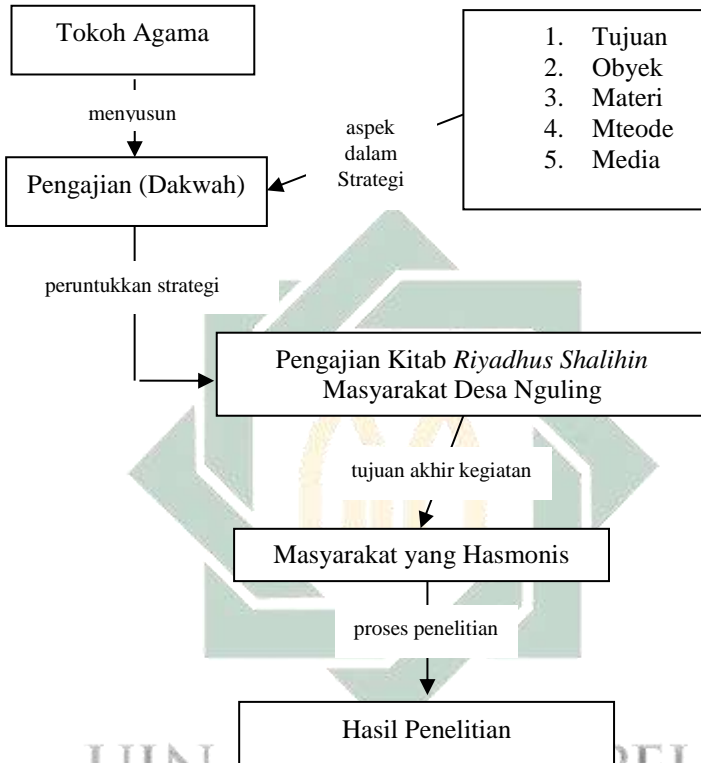 Tokoh Agama
1. Tujuan
2. Obyek
3. Materi
4. Mteode
5. Media
menyusun
aspek
dalam
Strategi
Pengajian (Dakwah)
peruntukkan strategi
Pengajian Kitab Riyadhus Shalihin
Masyarakat Desa Nguling
tujuan akhir kegiatan
Masyarakat yang Hasmonis
proses penelitian
Hasil Penelitian
UIN